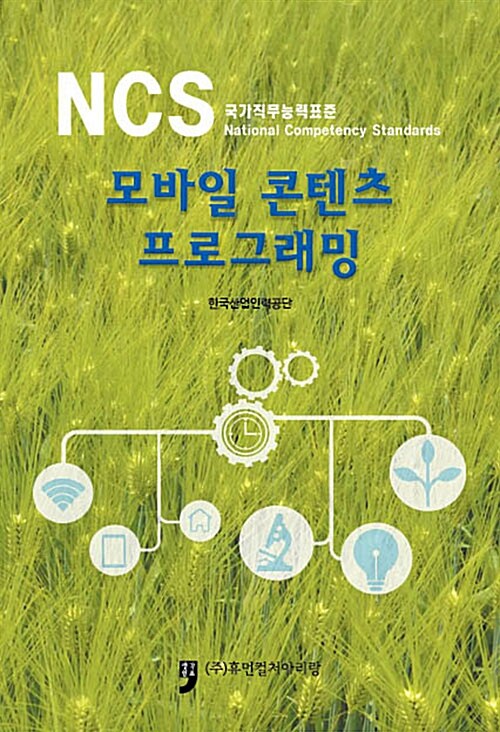 NCS 국가직무능력표준
National Competency Standards
모바일 콘텐츠
프로그래밍
한국산업인력공단
(주)휴먼컬처아리랑